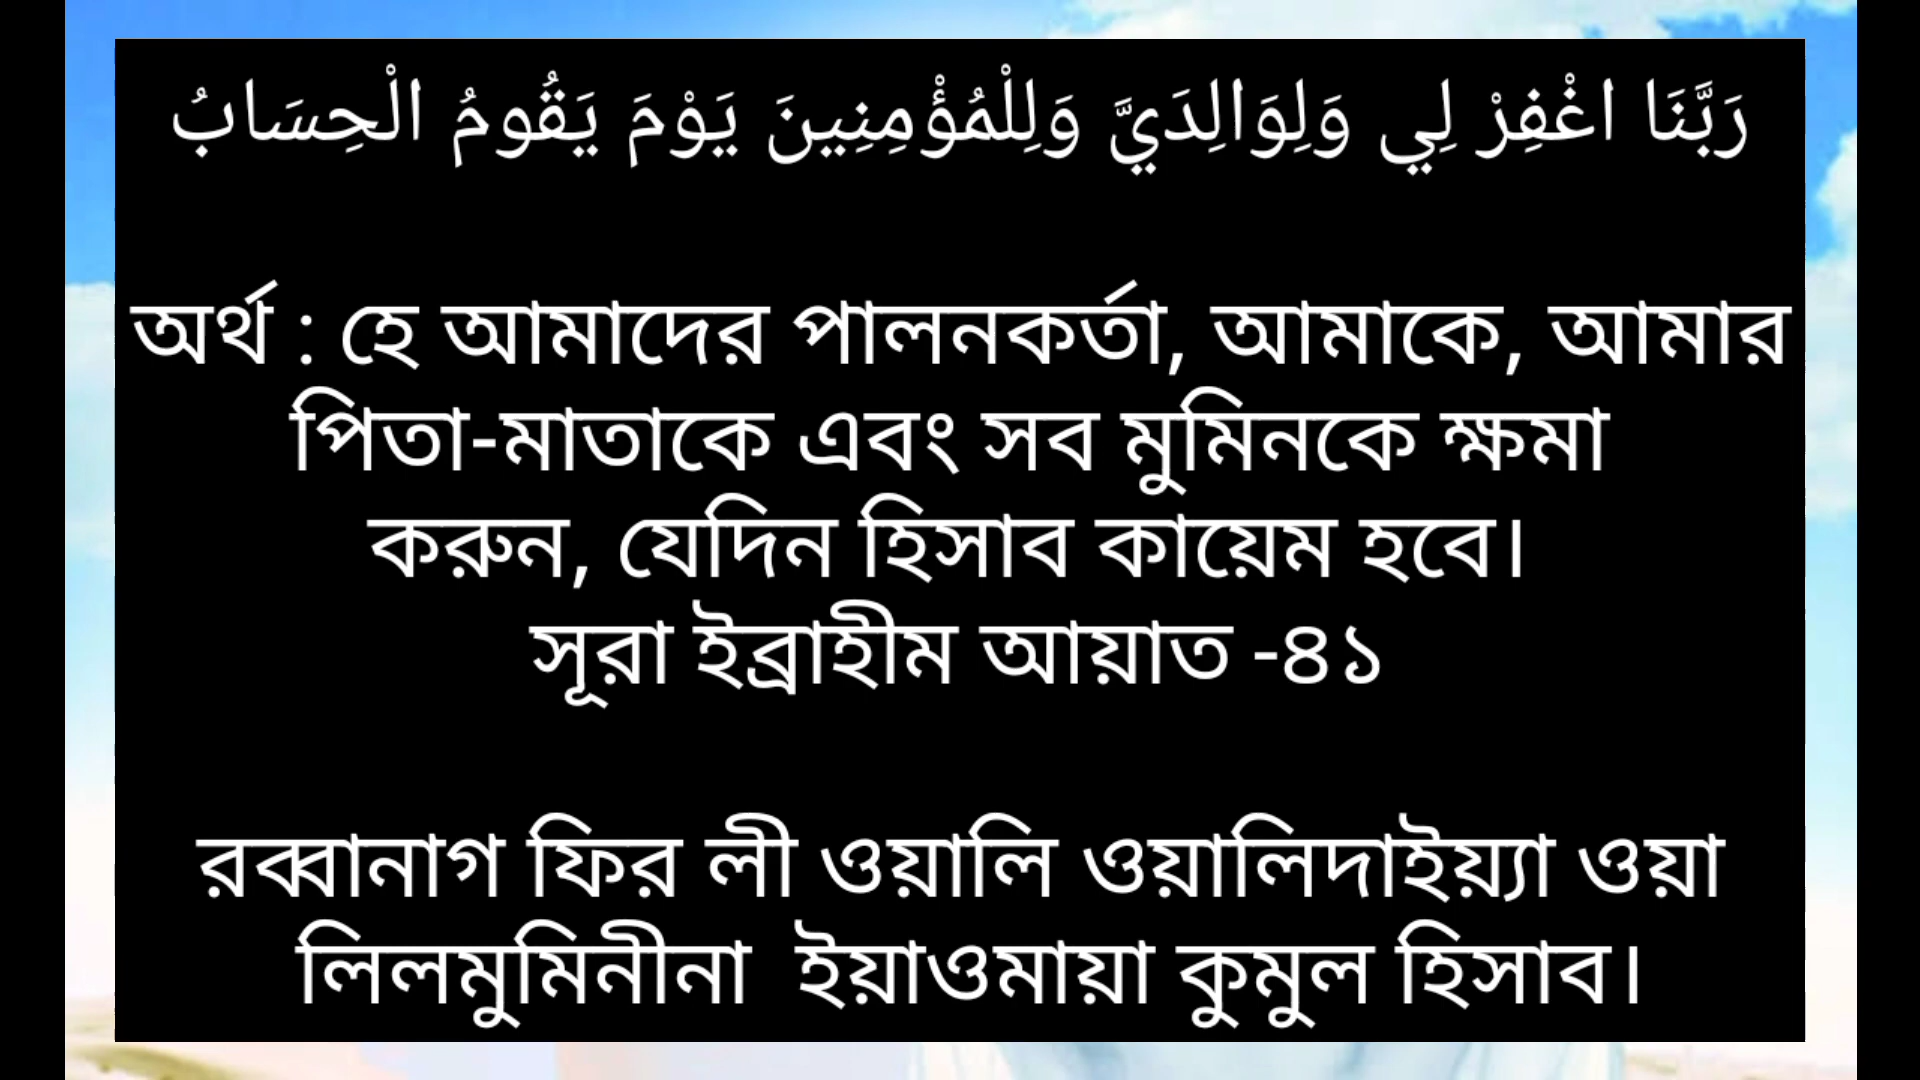 رَبَّنَا اغْفِرْ لِي وَلِوَالِدَيَّ وَلِلْمُؤْمِنِينَ يَوْمَ يَقُومُ الْحِسَابُ
অর্থ : হে আমাদের পালনকর্তা, আমাকে, আমার
পিতা-মাতাকে এবং সব মুমিনকে ক্ষমা
করুন, যেদিন হিসাব কায়েম হবে।
সূরা ইব্রাহীম আয়াত -৪১
রব্বানাগ ফির লী ওয়ালি ওয়ালিদাইয়্যা ওয়া
লিলমুমিনীনা ইয়াওমায়া কুমুল হিসাব।